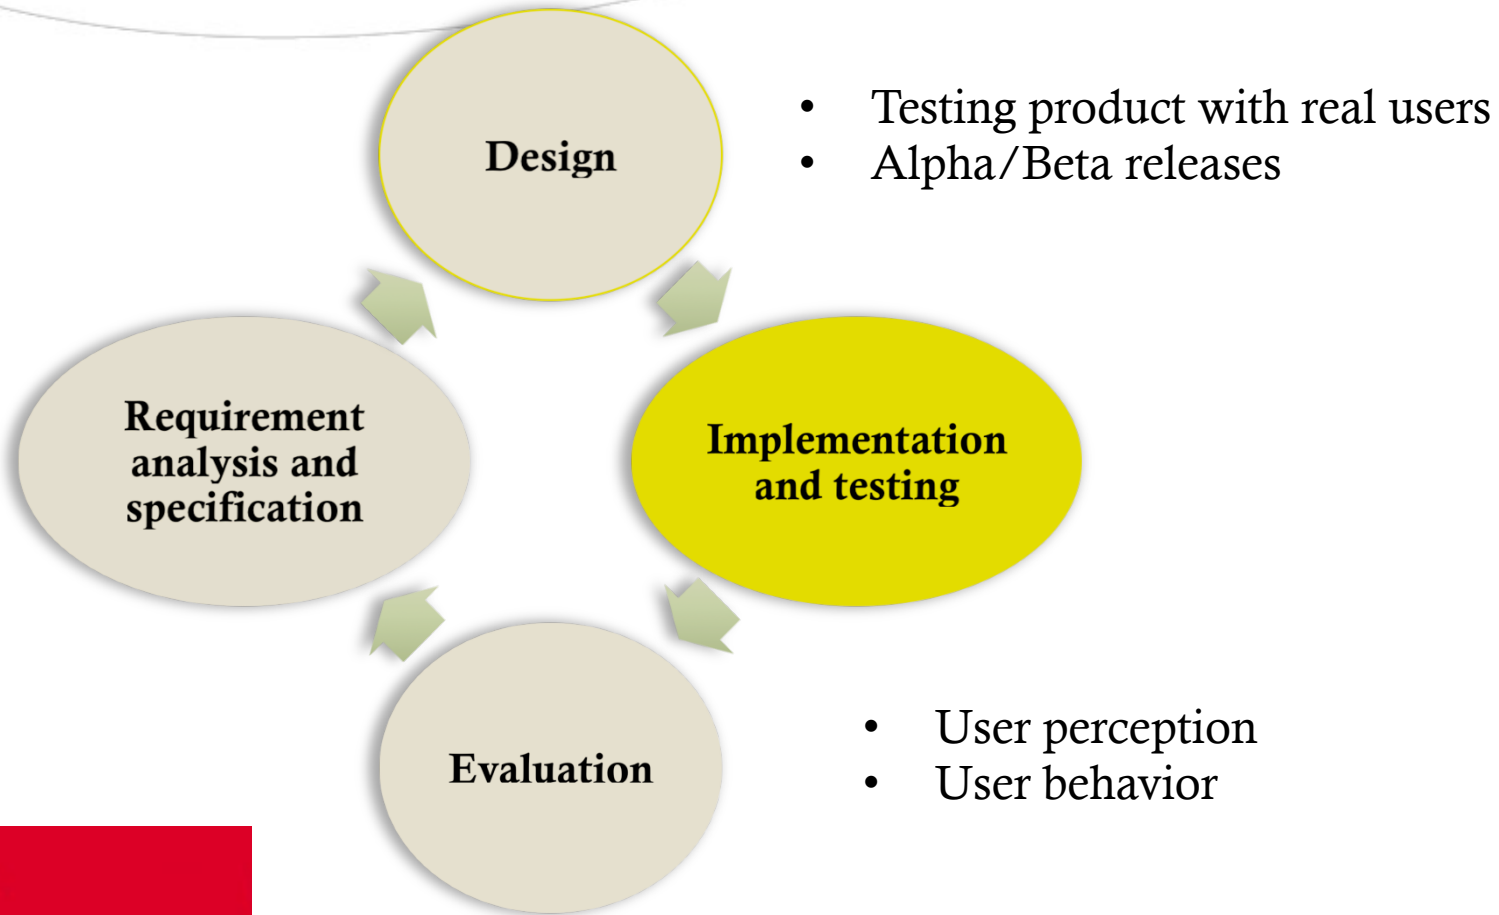 Design
• Testing product with real users
• Alpha/Beta releases
Requirement
analysis and
specification
Implementation
and testing
Evaluation
• User perception
• User behavior